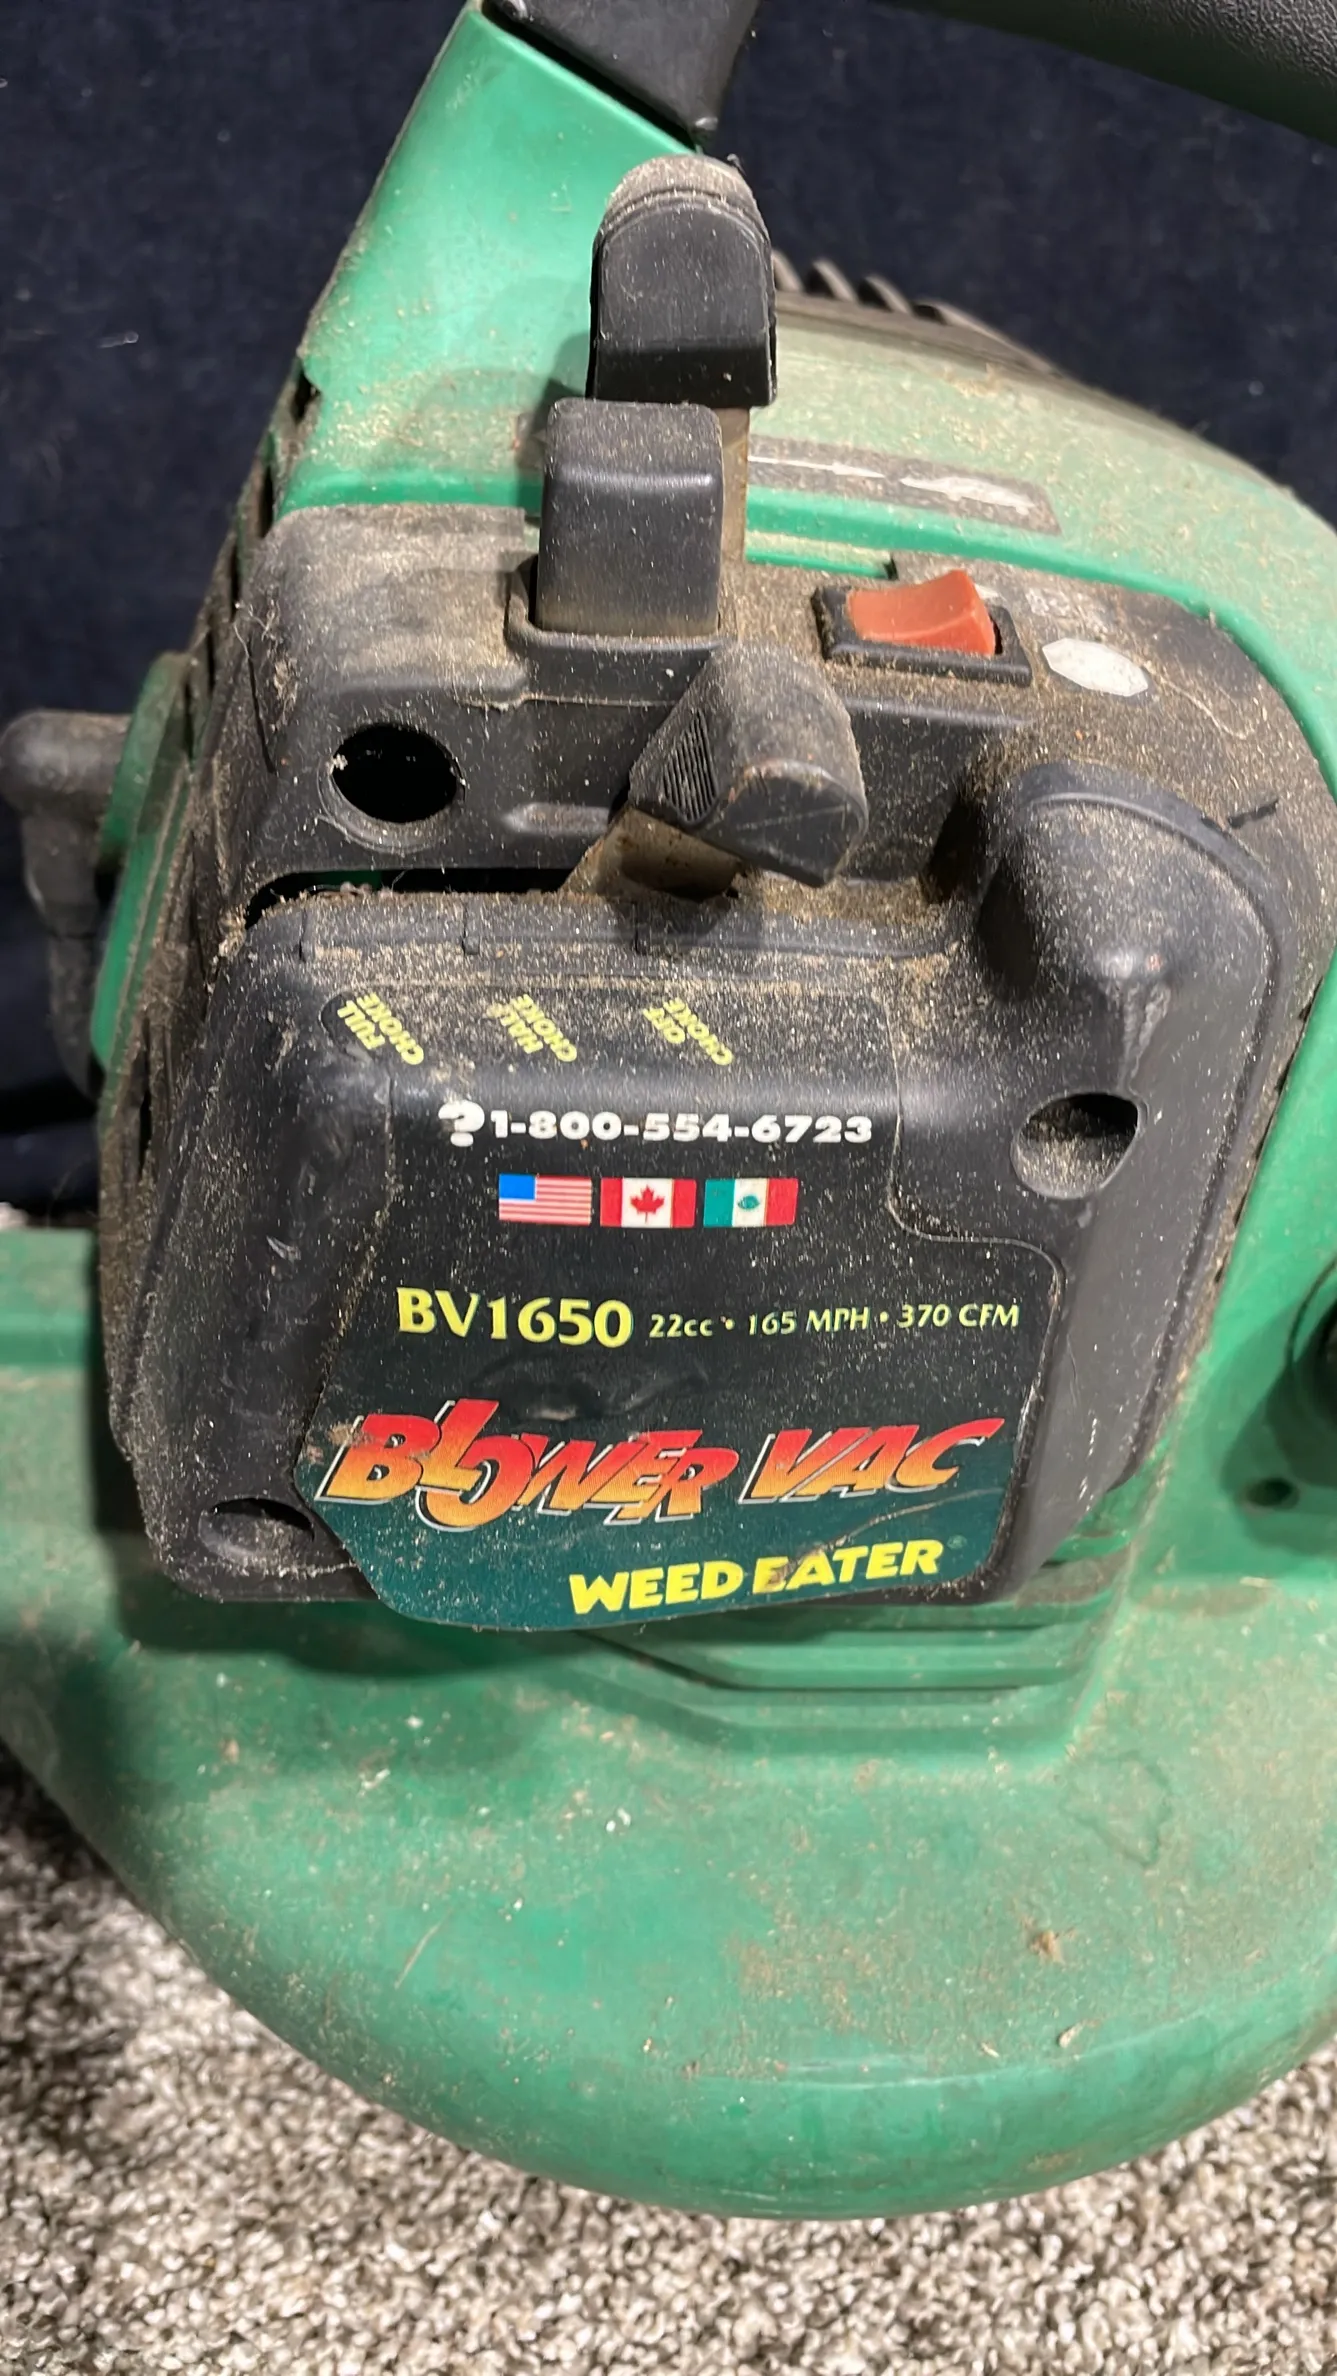 FULL CHOKE
HALF CHOKE
OFF CHOKE
?1-800-554-6723
BV1650 22cc • 165 MPH • 370 CFM
BLOWER VAC
WEED EATER®